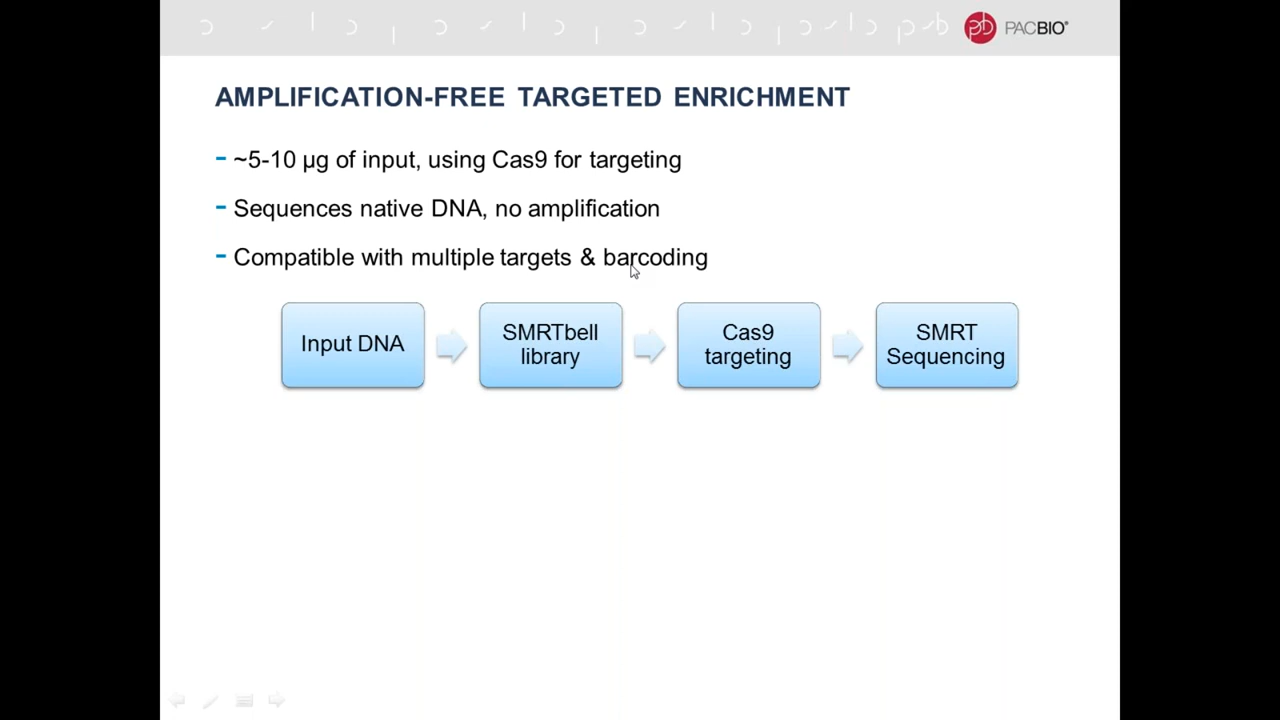 PACBIO®
AMPLIFICATION-FREE TARGETED ENRICHMENT
- ~5-10 µg of input, using Cas9 for targeting
- Sequences native DNA, no amplification
- Compatible with multiple targets & barcoding
Input DNA
SMRTbell
library
Cas9
targeting
SMRT
Sequencing